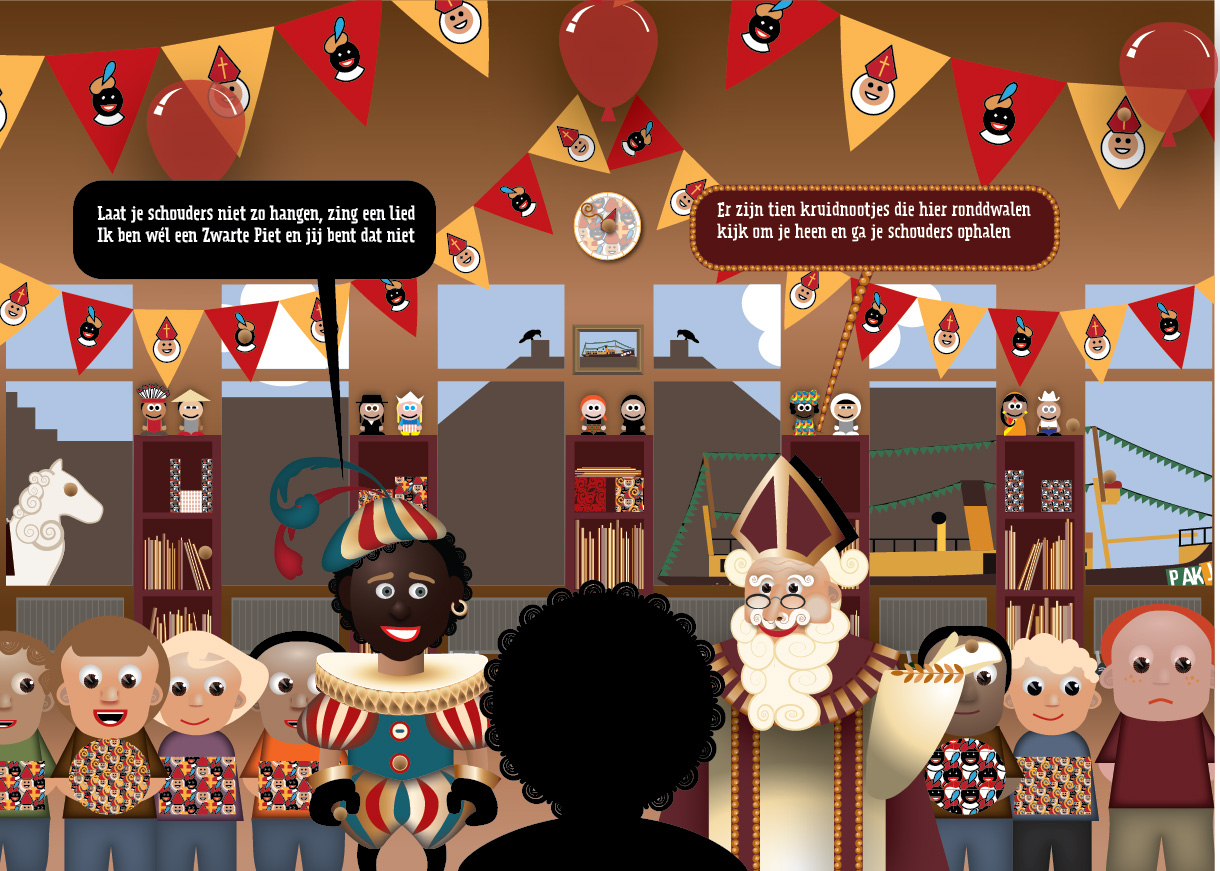 Laat je schouders niet zo hangen, zing een lied
Ik ben wél een Zwarte Piet en jij bent dat niet
Er zijn tien kruidnootjes die hier ronddwalen
kijk om je heen en ga je schouders ophalen
PAKJ